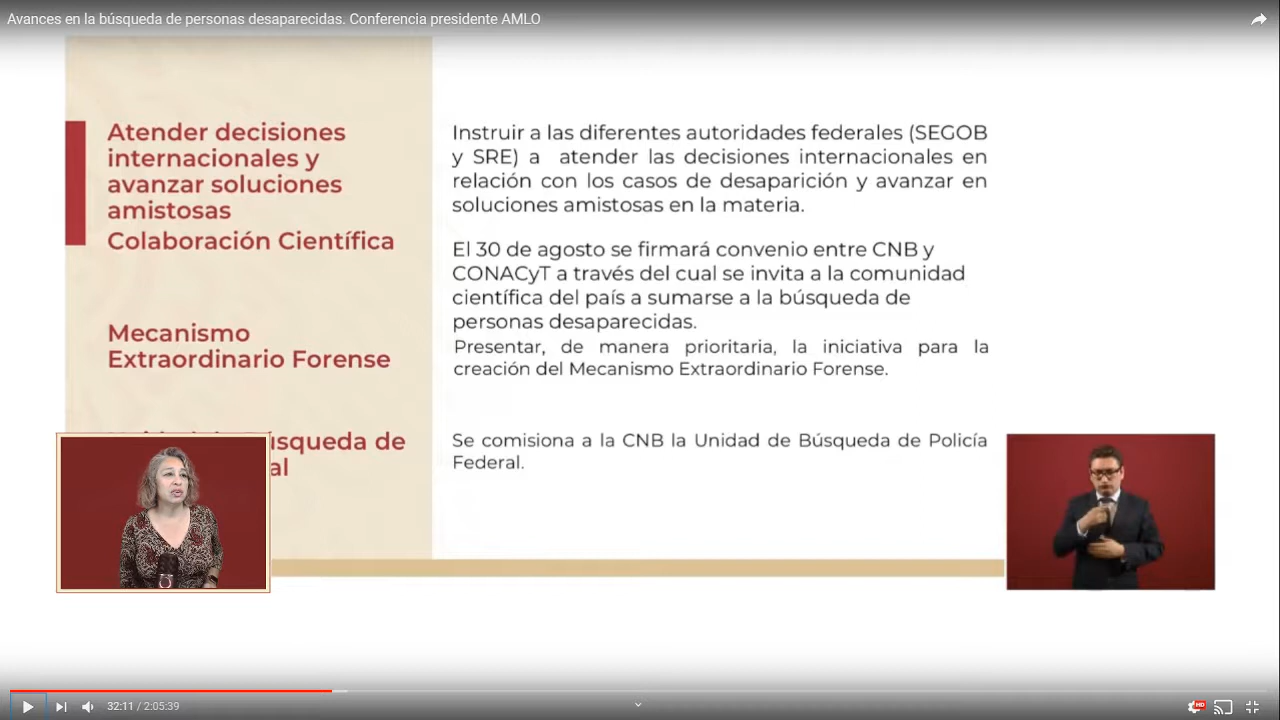 Avances en la búsqueda de personas desaparecidas. Conferencia presidente AMLO
Atender decisiones
internacionales y
avanzar soluciones
amistosas
Instruir a las diferentes autoridades federales (SEGOB
y SRE) a atender las decisiones internacionales en
relación con los casos de desaparición y avanzar en
soluciones amistosas en la materia.
Colaboración Científica
El 30 de agosto se firmará convenio entre CNB y
CONACyT a través del cual se invita a la comunidad
científica del país a sumarse a la búsqueda de
personas desaparecidas.
Mecanismo
Extraordinario Forense
Presentar, de manera prioritaria, la iniciativa para la
creación del Mecanismo Extraordinario Forense.
úsqueda de
al
Se comisiona a la CNB la Unidad de Búsqueda de Policía
Federal.
32:11 / 2:05:39
HD